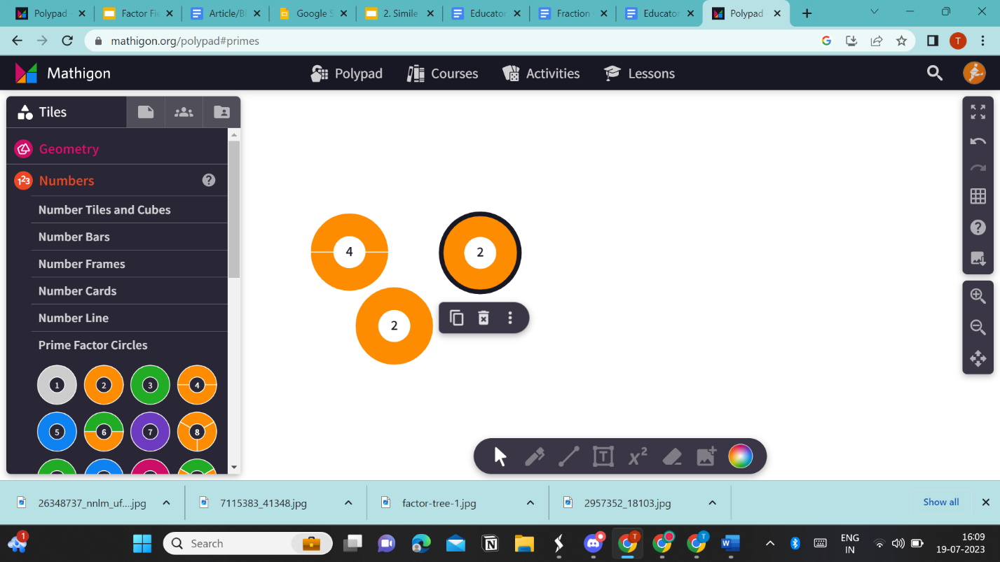 Polypad
Factor Fi
Article/Bl
Google S
2. Simile
Educator
Fraction
Educator
Polypad
mathigon.org/polypad#primes
T
Mathigon
Polypad
Courses
Activities
Lessons
Tiles
Geometry
123
Numbers
Number Tiles and Cubes
Number Bars
Number Frames
Number Cards
Number Line
Prime Factor Circles
1 2 3 4
5 6 7 8
4
2
2
T
x²
26348737_nnlm_uf....jpg
7115383_41348.jpg
factor-tree-1.jpg
2957352_18103.jpg
Show all
1
Search
T
T
ENG
IN
16:09
19-07-2023